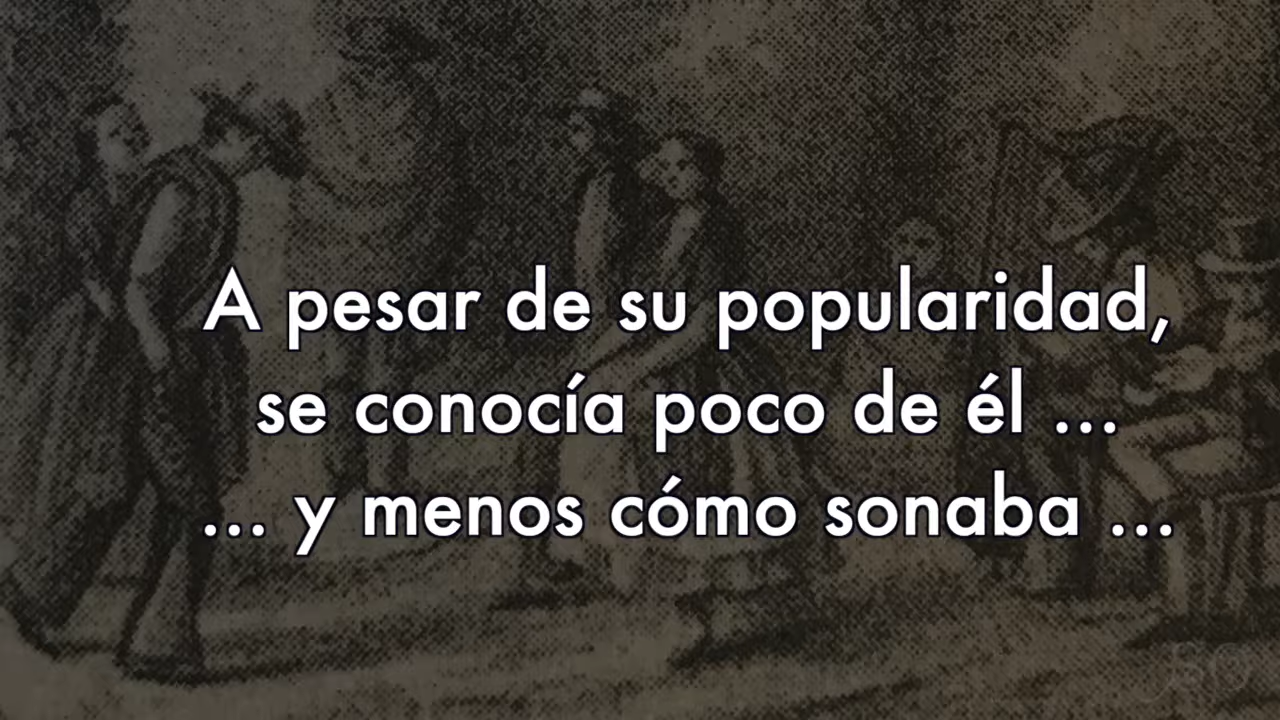 A pesar de su popularidad,
se conocía poco de él ...
... y menos cómo sonaba ...